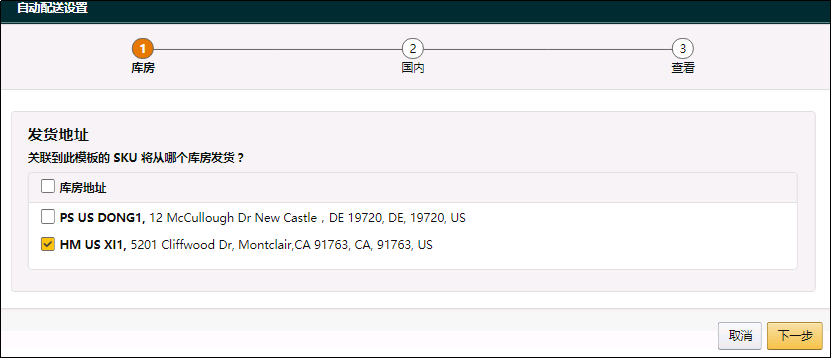 自动配送设置
1
2
3
库房
国内
查看
发货地址
关联到此模板的 SKU 将从哪个库房发货？
库房地址
PS US DONG1, 12 McCullough Dr New Castle，DE 19720, DE, 19720, US
HM US XI1, 5201 Cliffwood Dr, Montclair,CA 91763, CA, 91763, US
取消
下一步